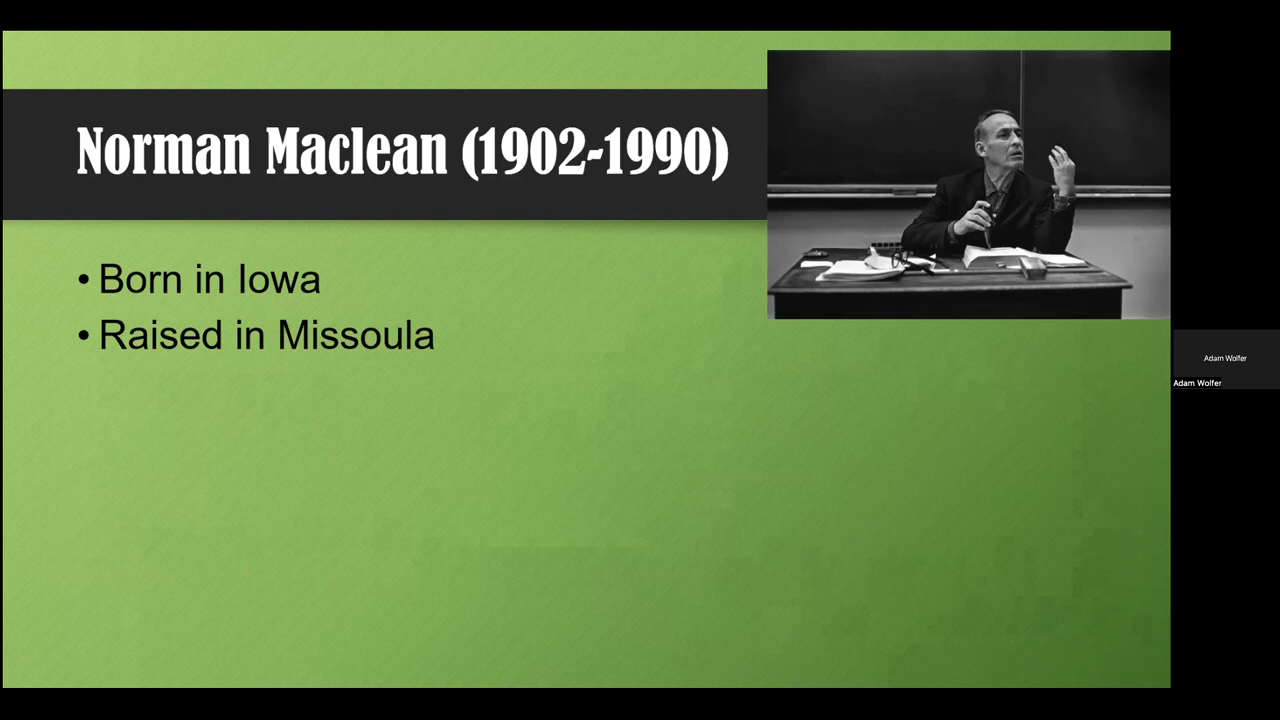 Norman Maclean (1902-1990)
• Born in Iowa
• Raised in Missoula
Adam Wolfer
Adam Wolfer